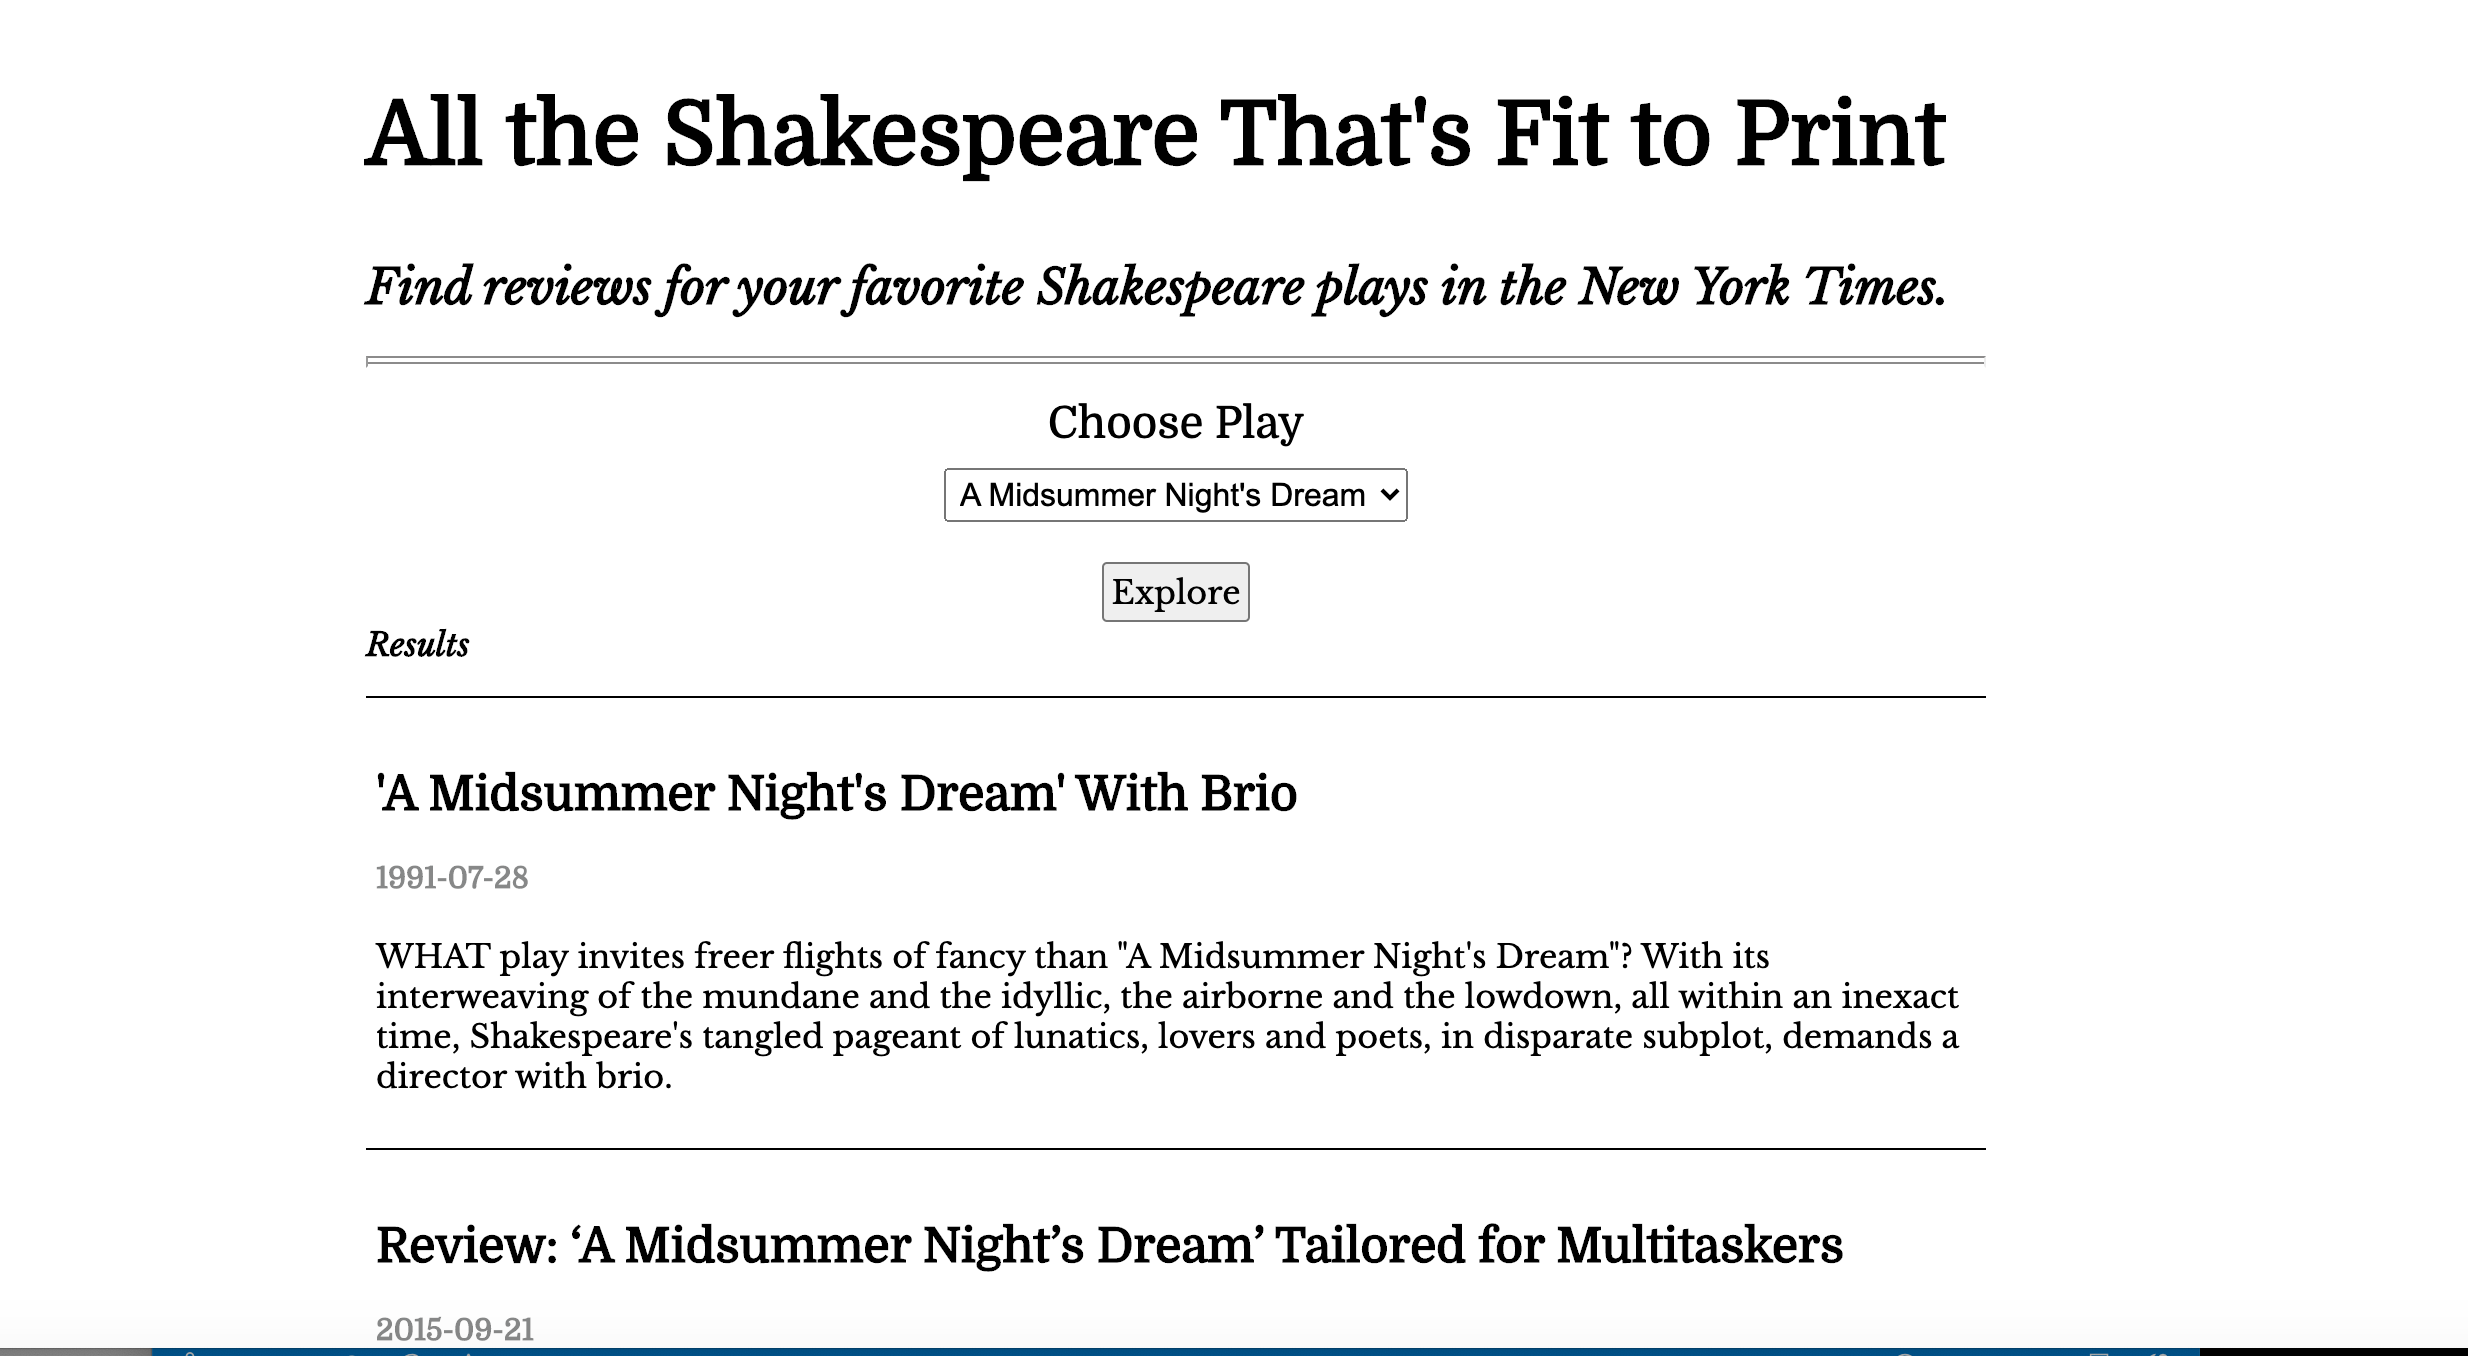 All the Shakespeare That's Fit to Print
Find reviews for your favorite Shakespeare plays in the New York Times.
Choose Play
A Midsummer Night's Dream
Explore
Results
'A Midsummer Night's Dream' With Brio
1991-07-28
WHAT play invites freer flights of fancy than "A Midsummer Night's Dream"? With its
interweaving of the mundane and the idyllic, the airborne and the lowdown, all within an inexact
time, Shakespeare's tangled pageant of lunatics, lovers and poets, in disparate subplot, demands a
director with brio.
Review: ‘A Midsummer Night’s Dream’ Tailored for Multitaskers
2015-09-21